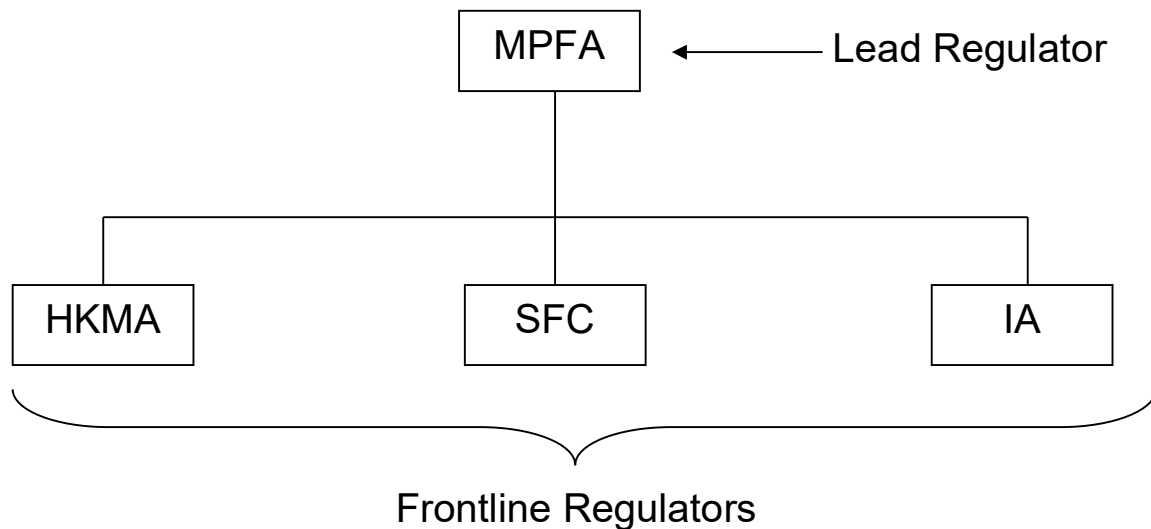 MPFA
Lead Regulator
HKMA
SFC
IA
Frontline Regulators